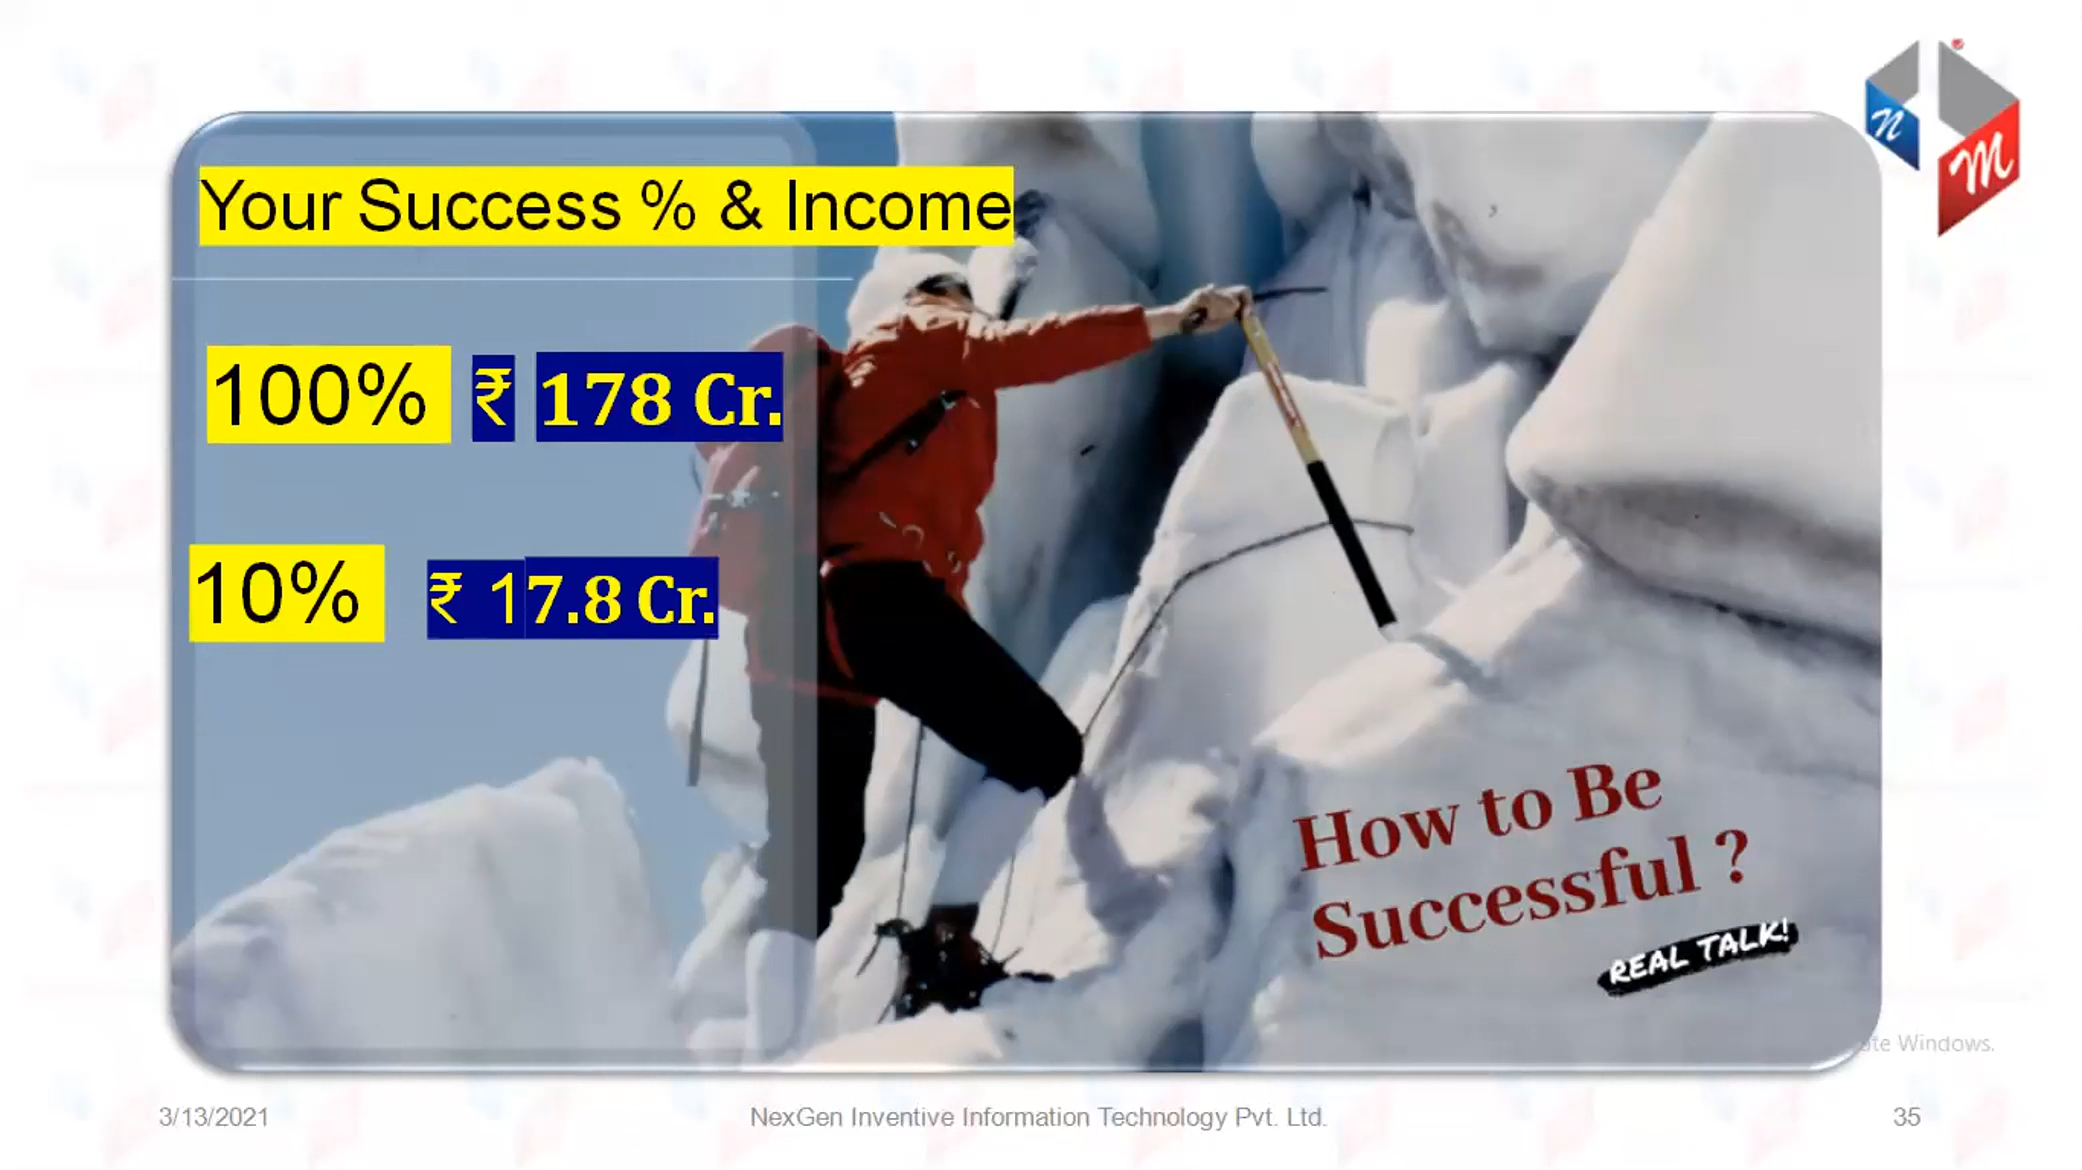 Your Success % & Income
100% ₹ 178 Cr.
10% ₹ 17.8 Cr.
How to Be
Successful ?
REAL TALK!
n
M
Windows.
3/13/2021 NexGen Inventive Information Technology Pvt. Ltd. 35